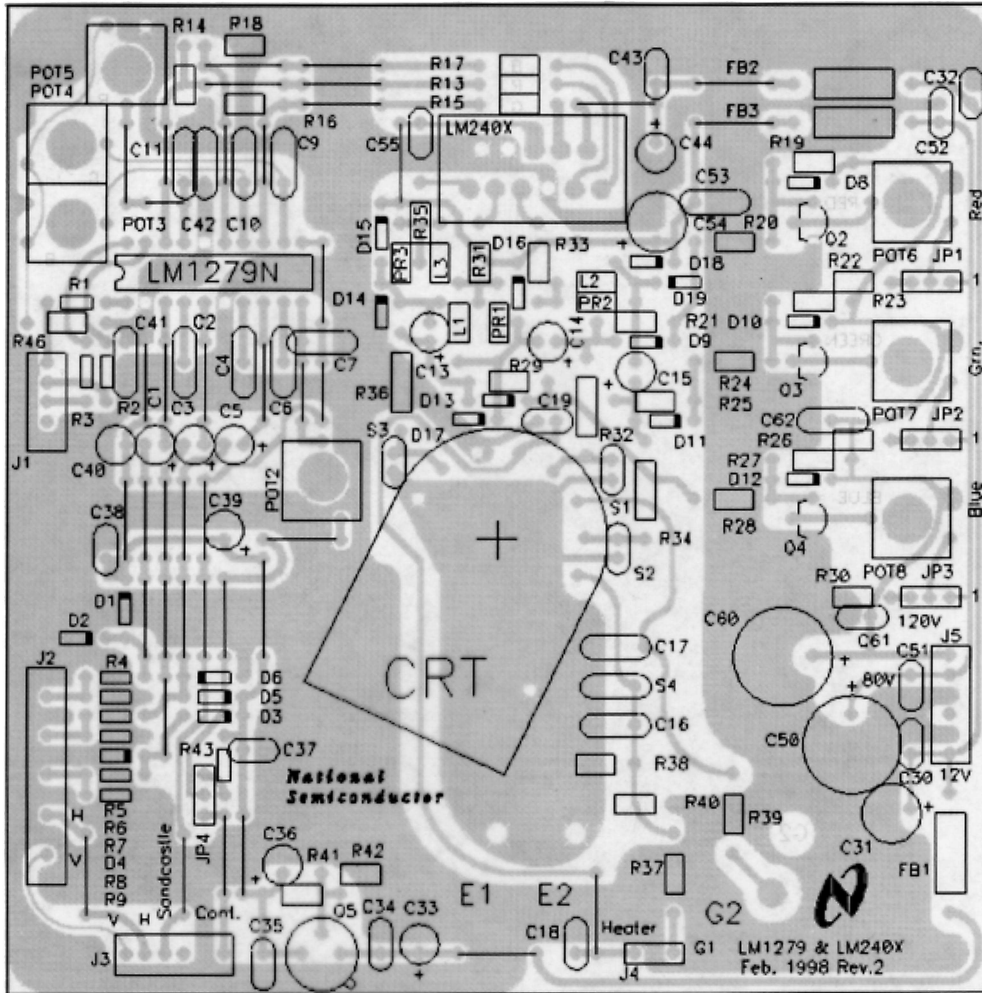 R14 R18
POT5
POT4
R17
R13
R15
R16
C43
FB2
FB3
C32
C52
LM240X
C55
C44
C53
C54
R19
D8
Red
C11
C9
POT3
C42
C10
R20
Q2
POT6
JP1
1
D15
R35
PR3
L3
R31
D16
R33
D18
L2
PR2
D19
R22
R23
LM1279N
R1
D14
L1
PR1
C14
R21
D9
D10
GREEN
Grn.
R46
C41
C2
C1
C4
C7
C13
R29
C15
R24
Q3
R25
POT7
JP2
1
R3
R2
C3
C5
C6
R36
D13
C19
D11
C62
R26
J1
C40
S3
D17
R32
R27
D12
POT2
C39
C38
S1
R34
R28
BLUE
Blue
Q4
S2
R30
POT8
JP3
1
120V
D1
D2
C60
C61
J5
C51
80V
J2
R4
D6
D5
D3
CRT
C17
S4
C16
C50
R43
C37
R38
C30
12V
National
Semiconductor
R5
R6
R7
D4
R8
R9
H
V
V
H
Sandcastle
Cont.
JP4
C36
R41
R42
R40
R39
R37
C31
FB1
G2
E1
E2
G2
J3
C35
Q5
C34
C33
C18
Heater
J4
G1
LM1279 & LM240X
Feb. 1998 Rev.2